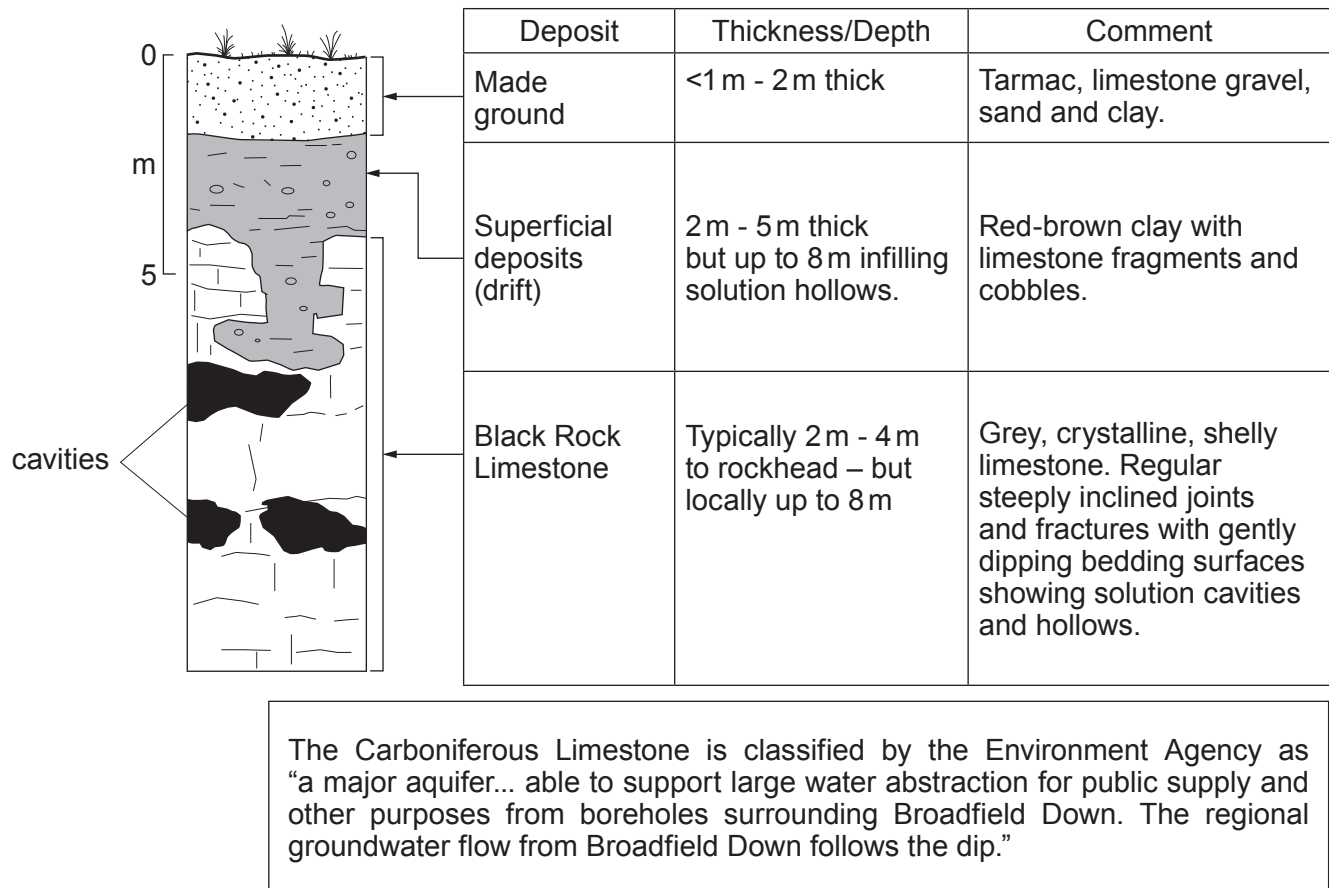 Deposit Thickness/Depth Comment
0
m
5
cavities
Made
ground
<1 m - 2 m thick
Tarmac, limestone gravel,
sand and clay.
Superficial
deposits
(drift)
2 m - 5 m thick
but up to 8 m infilling
solution hollows.
Red-brown clay with
limestone fragments and
cobbles.
Black Rock
Limestone
Typically 2 m - 4 m
to rockhead – but
locally up to 8 m
Grey, crystalline, shelly
limestone. Regular
steeply inclined joints
and fractures with gently
dipping bedding surfaces
showing solution cavities
and hollows.
The Carboniferous Limestone is classified by the Environment Agency as
“a major aquifer... able to support large water abstraction for public supply and
other purposes from boreholes surrounding Broadfield Down. The regional
groundwater flow from Broadfield Down follows the dip.”